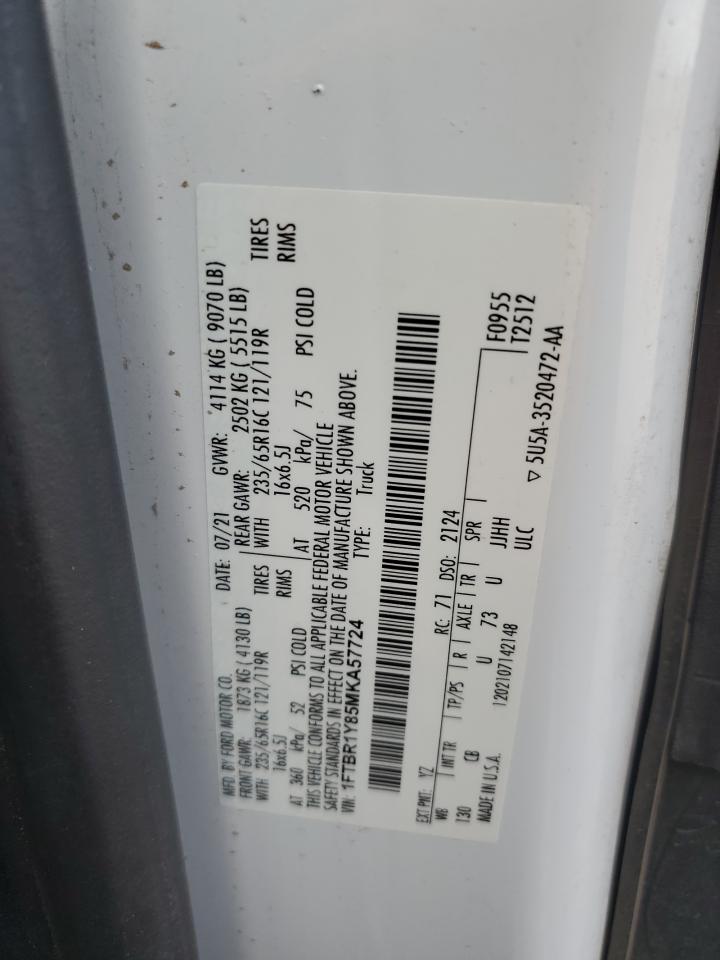 MFD. BY FORD MOTOR CO.
DATE: 07/21 GVWR: 4114 KG ( 9070 LB)
FRONT GAWR: 1873 KG ( 4130 LB)
REAR GAWR: 2502 KG ( 5515 LB)
WITH 235/65R16C 121/119R TIRES
WITH 235/65R16C 121/119R TIRES
16x6.5J RIMS
16x6.5J RIMS
AT 360 kPa/ 52 PSI COLD
AT 520 kPa/ 75 PSI COLD
THIS VEHICLE CONFORMS TO ALL APPLICABLE FEDERAL MOTOR VEHICLE
SAFETY STANDARDS IN EFFECT ON THE DATE OF MANUFACTURE SHOWN ABOVE.
VIN: 1FTBR1Y85MKA57724 TYPE: Truck
EXT PNT: YZ RC: 71 DSO: 2124
WB INT TR TP/PS R AXLE TR SPR F0955
130 CB U 73 U JJHH T2512
MADE IN U.S.A. 1202107142148 ULC
▽ 5U5A-3520472-AA